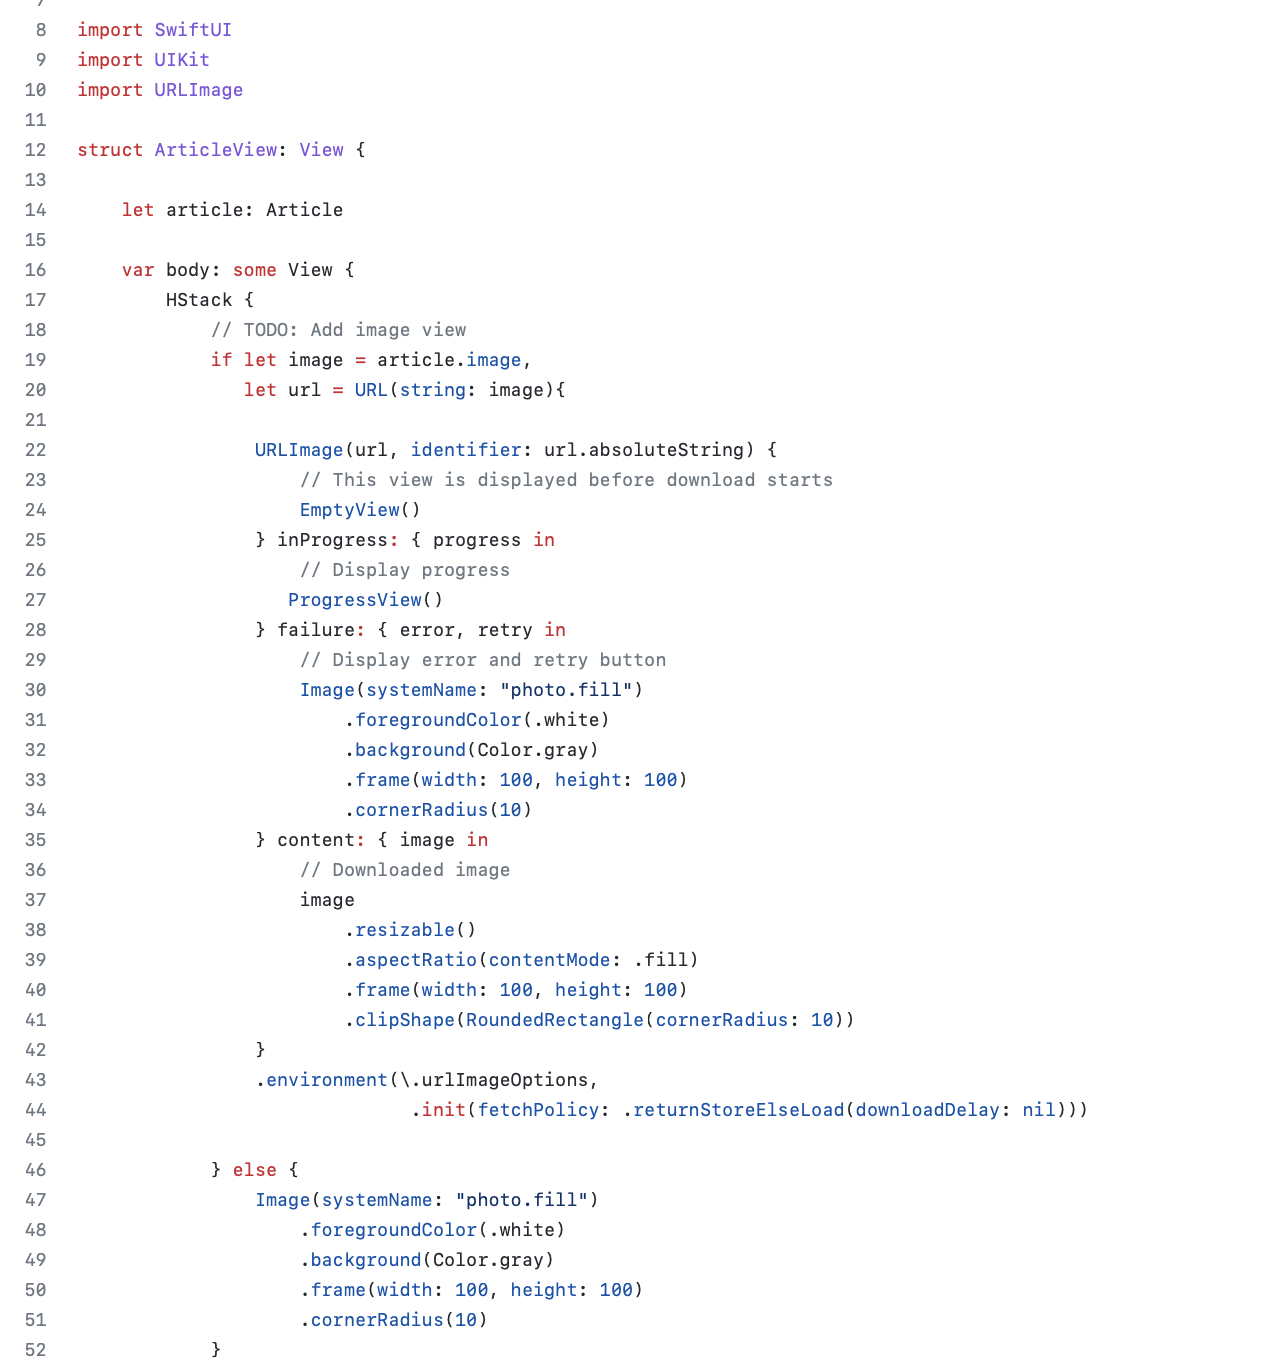 7
8 import SwiftUI
9 import UIKit
10 import URLImage
11
12 struct ArticleView: View {
13
14     let article: Article
15
16     var body: some View {
17         HStack {
18             // TODO: Add image view
19             if let image = article.image,
20                let url = URL(string: image){
21
22                 URLImage(url, identifier: url.absoluteString) {
23                     // This view is displayed before download starts
24                     EmptyView()
25                 } inProgress: { progress in
26                     // Display progress
27                    ProgressView()
28                 } failure: { error, retry in
29                     // Display error and retry button
30                     Image(systemName: "photo.fill")
31                         .foregroundColor(.white)
32                         .background(Color.gray)
33                         .frame(width: 100, height: 100)
34                         .cornerRadius(10)
35                 } content: { image in
36                     // Downloaded image
37                     image
38                         .resizable()
39                         .aspectRatio(contentMode: .fill)
40                         .frame(width: 100, height: 100)
41                         .clipShape(RoundedRectangle(cornerRadius: 10))
42                 }
43                 .environment(\.urlImageOptions,
44                               .init(fetchPolicy: .returnStoreElseLoad(downloadDelay: nil)))
45
46             } else {
47                 Image(systemName: "photo.fill")
48                     .foregroundColor(.white)
49                     .background(Color.gray)
50                     .frame(width: 100, height: 100)
51                     .cornerRadius(10)
52             }